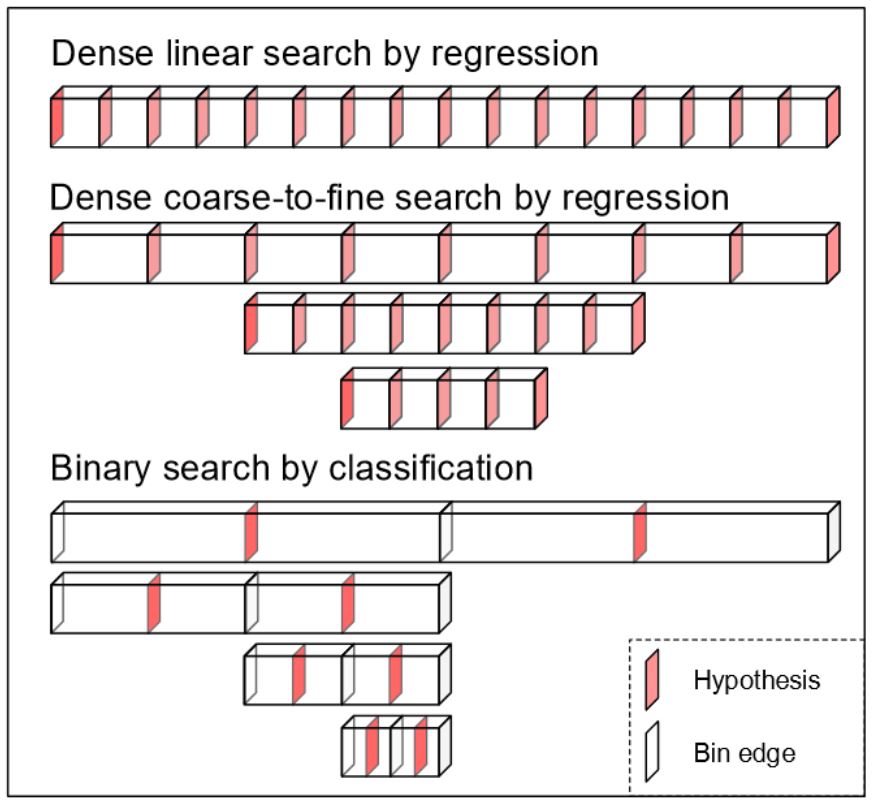 Dense linear search by regression
Dense coarse-to-fine search by regression
Binary search by classification
Hypothesis
Bin edge